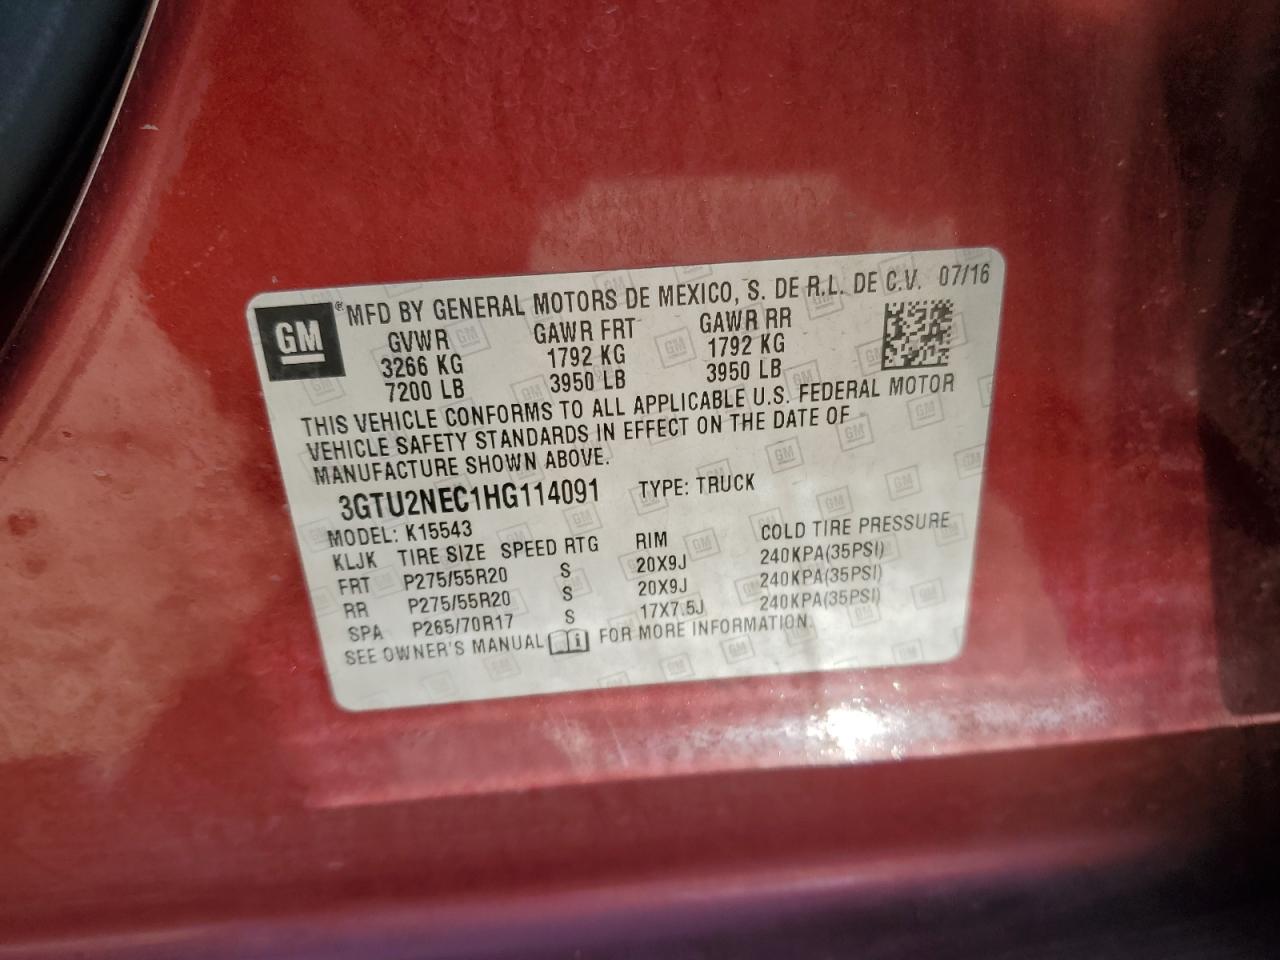 GM ® MFD BY GENERAL MOTORS DE MEXICO, S. DE R.L. DE C.V. 07/16
GVWR GAWR FRT GAWR RR
3266 KG 1792 KG 1792 KG
7200 LB 3950 LB 3950 LB
THIS VEHICLE CONFORMS TO ALL APPLICABLE U.S. FEDERAL MOTOR
VEHICLE SAFETY STANDARDS IN EFFECT ON THE DATE OF
MANUFACTURE SHOWN ABOVE.
3GTU2NEC1HG114091 TYPE: TRUCK
MODEL: K15543
KLJK TIRE SIZE SPEED RTG RIM COLD TIRE PRESSURE
FRT P275/55R20 S 20X9J 240KPA(35PSI)
RR P275/55R20 S 20X9J 240KPA(35PSI)
SPA P265/70R17 S 17X7.5J 240KPA(35PSI)
SEE OWNER'S MANUAL i FOR MORE INFORMATION.